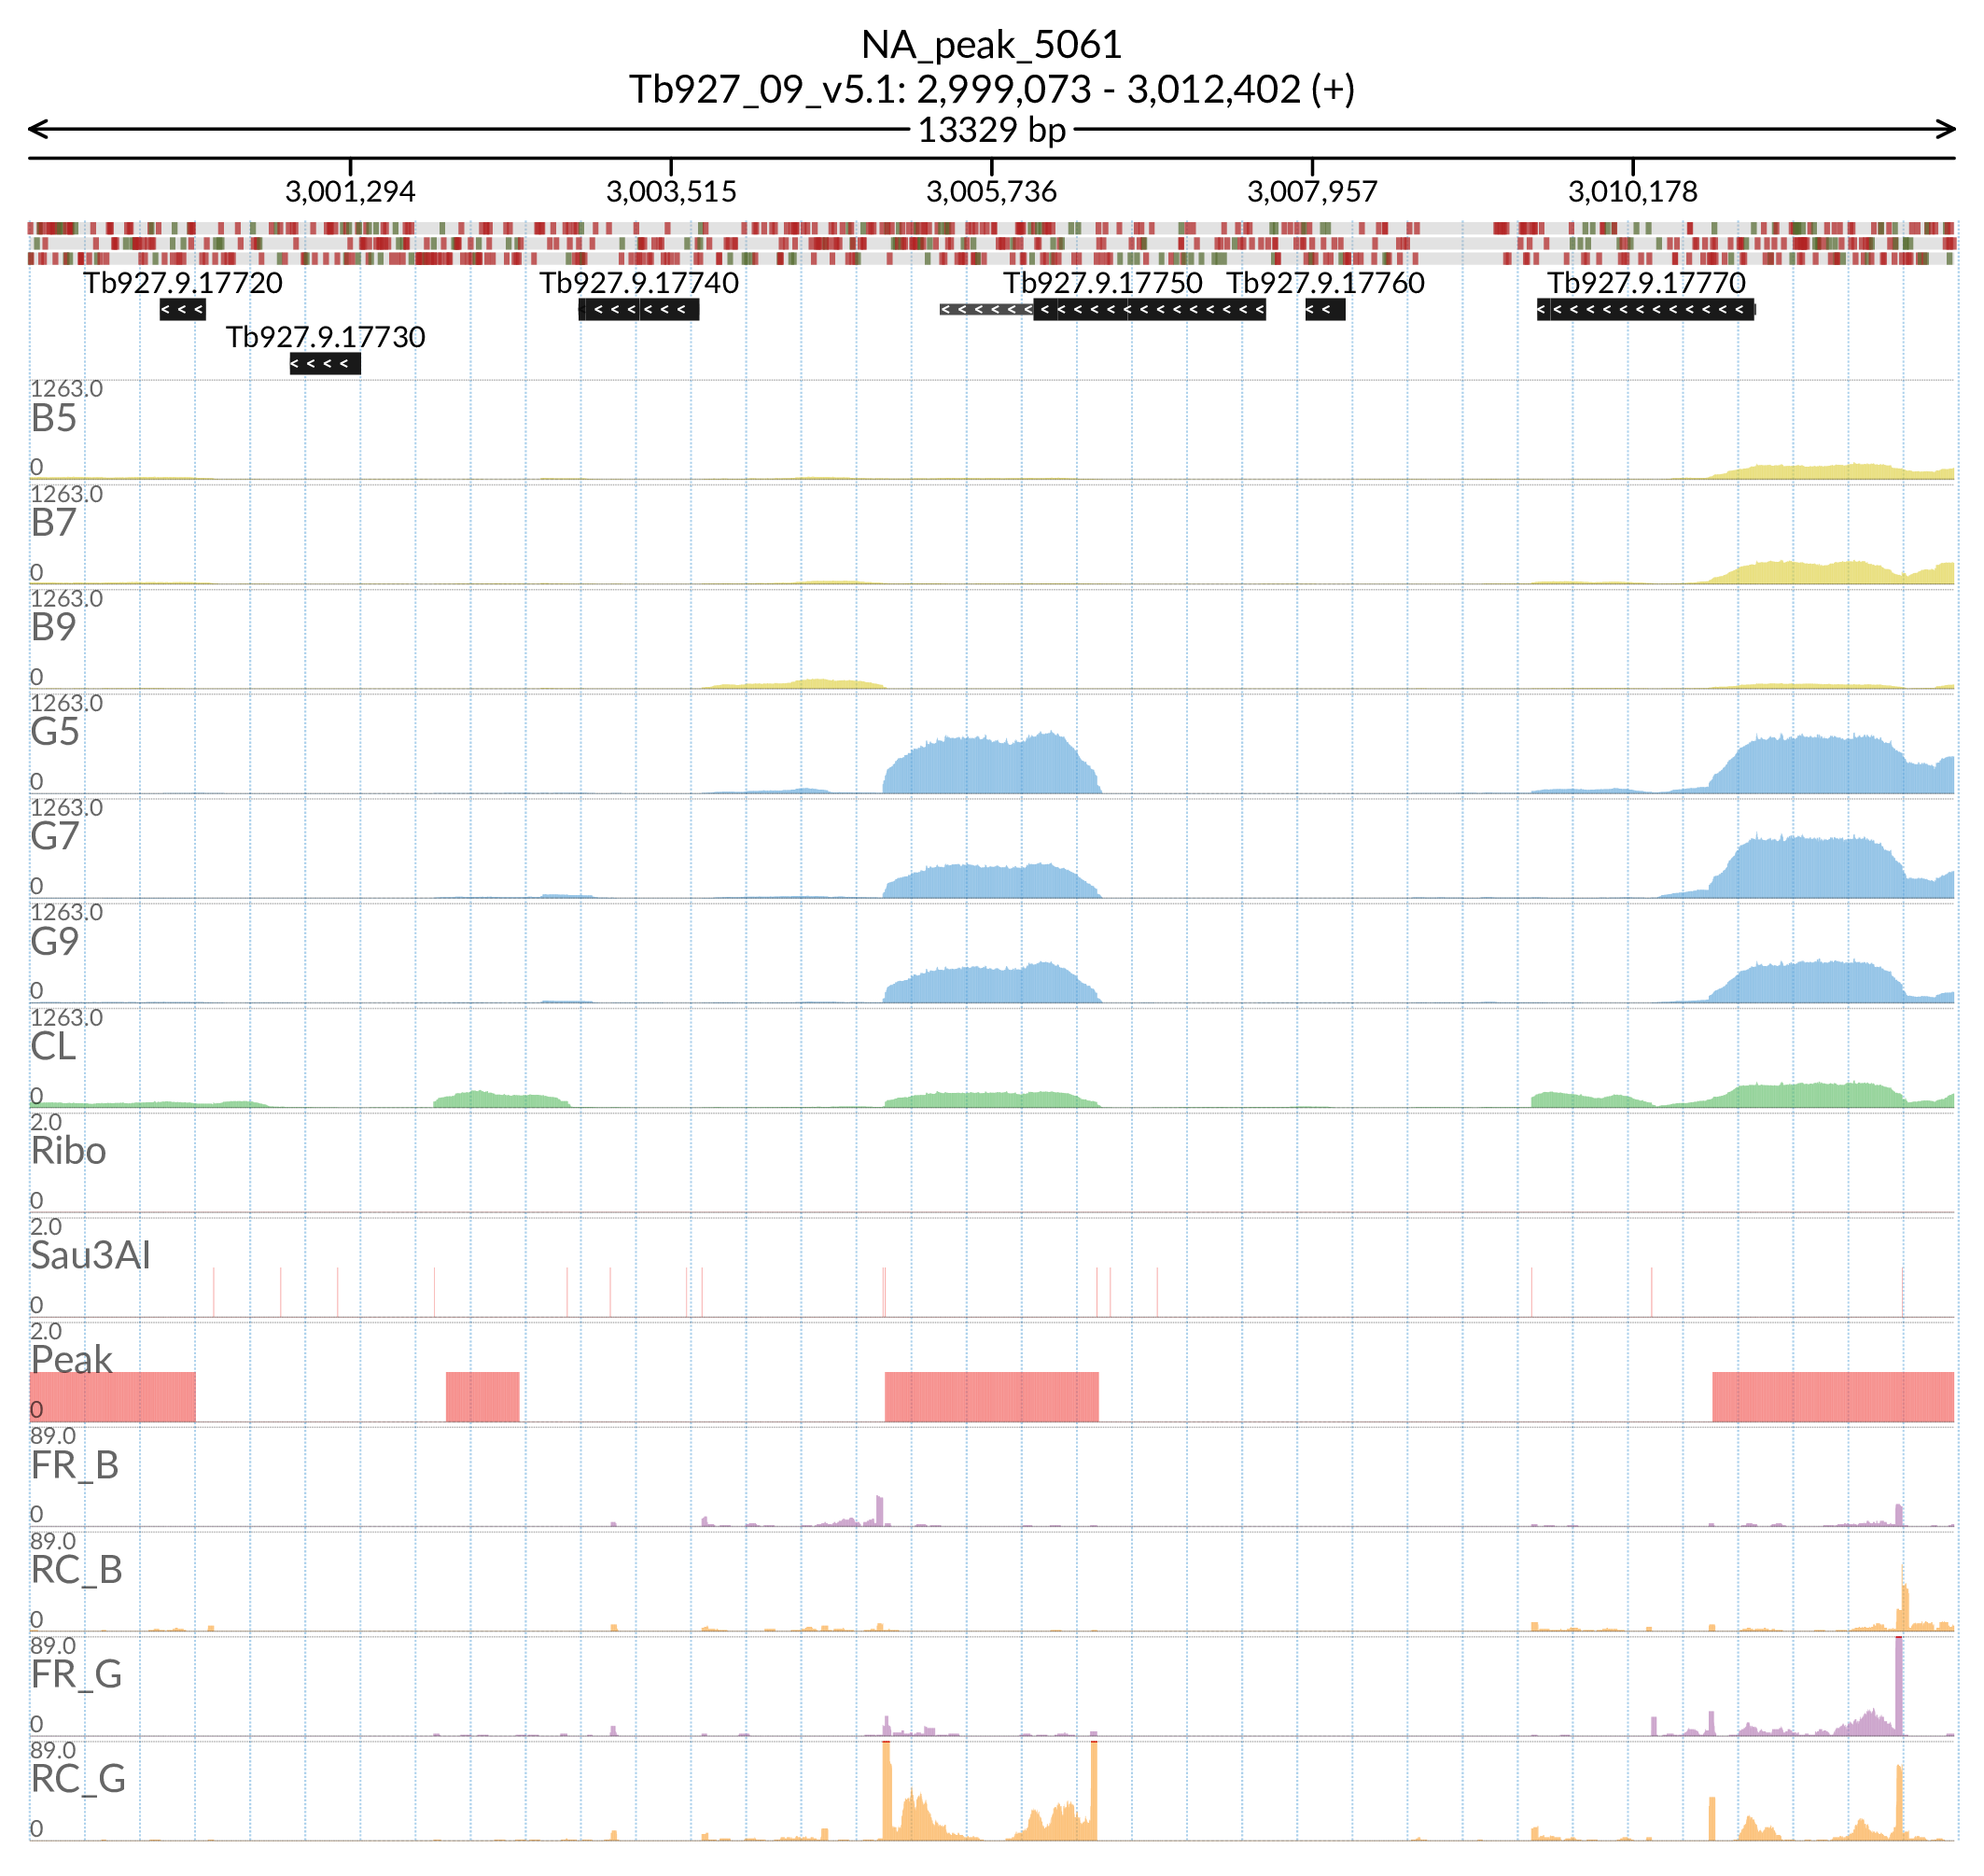 NA_peak_5061
Tb927_09_v5.1: 2,999,073 - 3,012,402 (+)
13329 bp
3,001,294 3,003,515 3,005,736 3,007,957 3,010,178
Tb927.9.17720 Tb927.9.17740 Tb927.9.17750 Tb927.9.17760 Tb927.9.17770
Tb927.9.17730
1263.0
B5
0
1263.0
B7
0
1263.0
B9
0
1263.0
G5
0
1263.0
G7
0
1263.0
G9
0
1263.0
CL
0
2.0
Ribo
0
2.0
Sau3AI
0
2.0
Peak
0
89.0
FR_B
0
89.0
RC_B
0
89.0
FR_G
0
89.0
RC_G
0